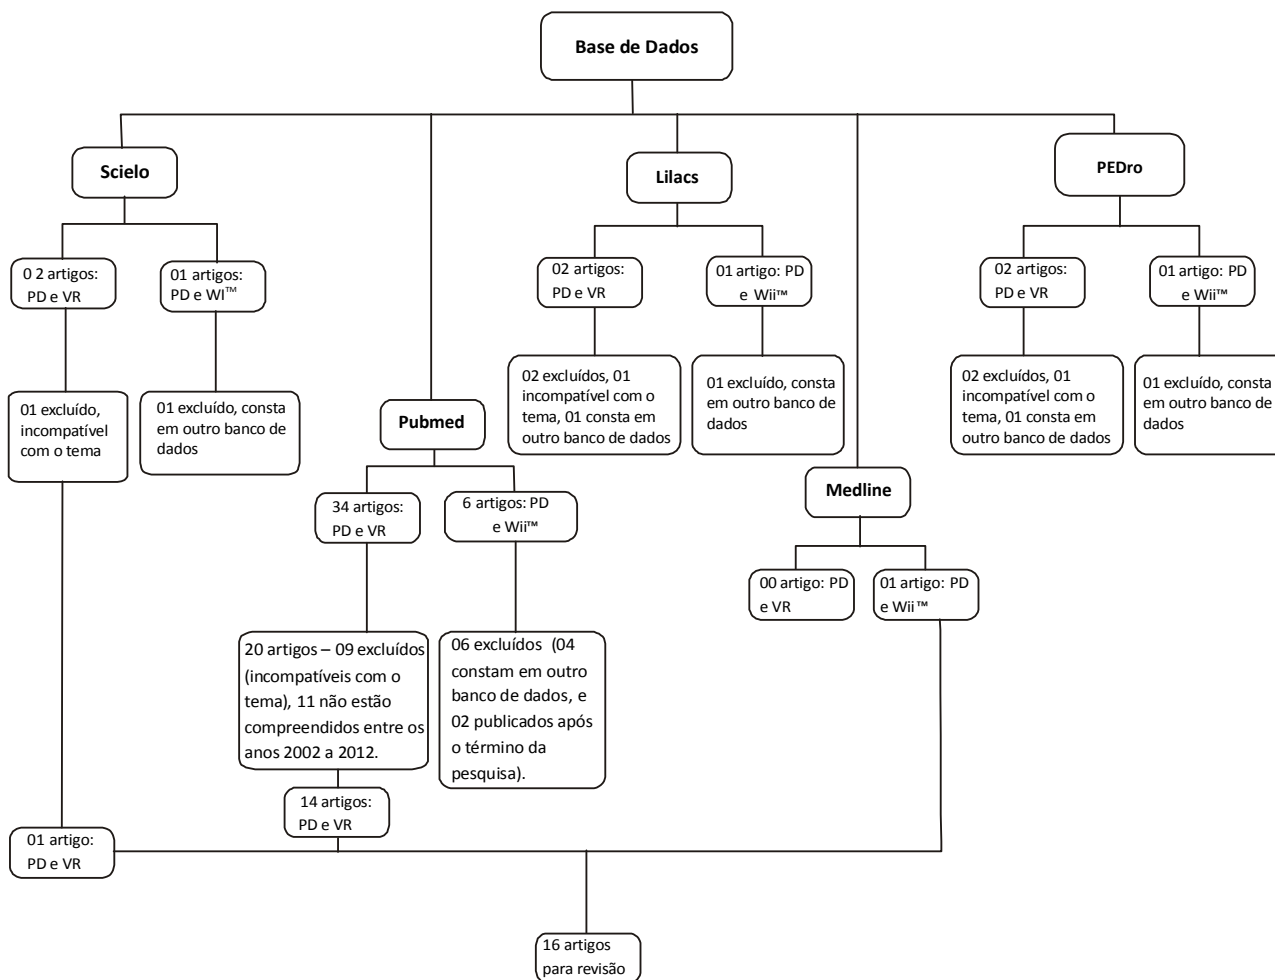 Base de Dados
Scielo
0 2 artigos:
PD e VR
01 artigos:
PD e WI™
01 excluído,
incompatível
com o tema
01 excluído, consta
em outro banco de
dados
01 artigo:
PD e VR
Pubmed
34 artigos:
PD e VR
6 artigos: PD
e Wii™
20 artigos – 09 excluídos
(incompatíveis com o
tema), 11 não estão
compreendidos entre os
anos 2002 a 2012.
06 excluídos (04
constam em outro
banco de dados, e
02 publicados após
o término da
pesquisa).
14 artigos:
PD e VR
Lilacs
02 artigos:
PD e VR
01 artigo: PD
e Wii™
02 excluídos, 01
incompatível com o
tema, 01 consta em
outro banco de dados
01 excluído, consta
em outro banco de
dados
Medline
00 artigo: PD
e VR
01 artigo: PD
e Wii™
PEDro
02 artigos:
PD e VR
01 artigo: PD
e Wii™
02 excluídos, 01
incompatível com o
tema, 01 consta em
outro banco de dados
01 excluído, consta
em outro banco de
dados
16 artigos
para revisão